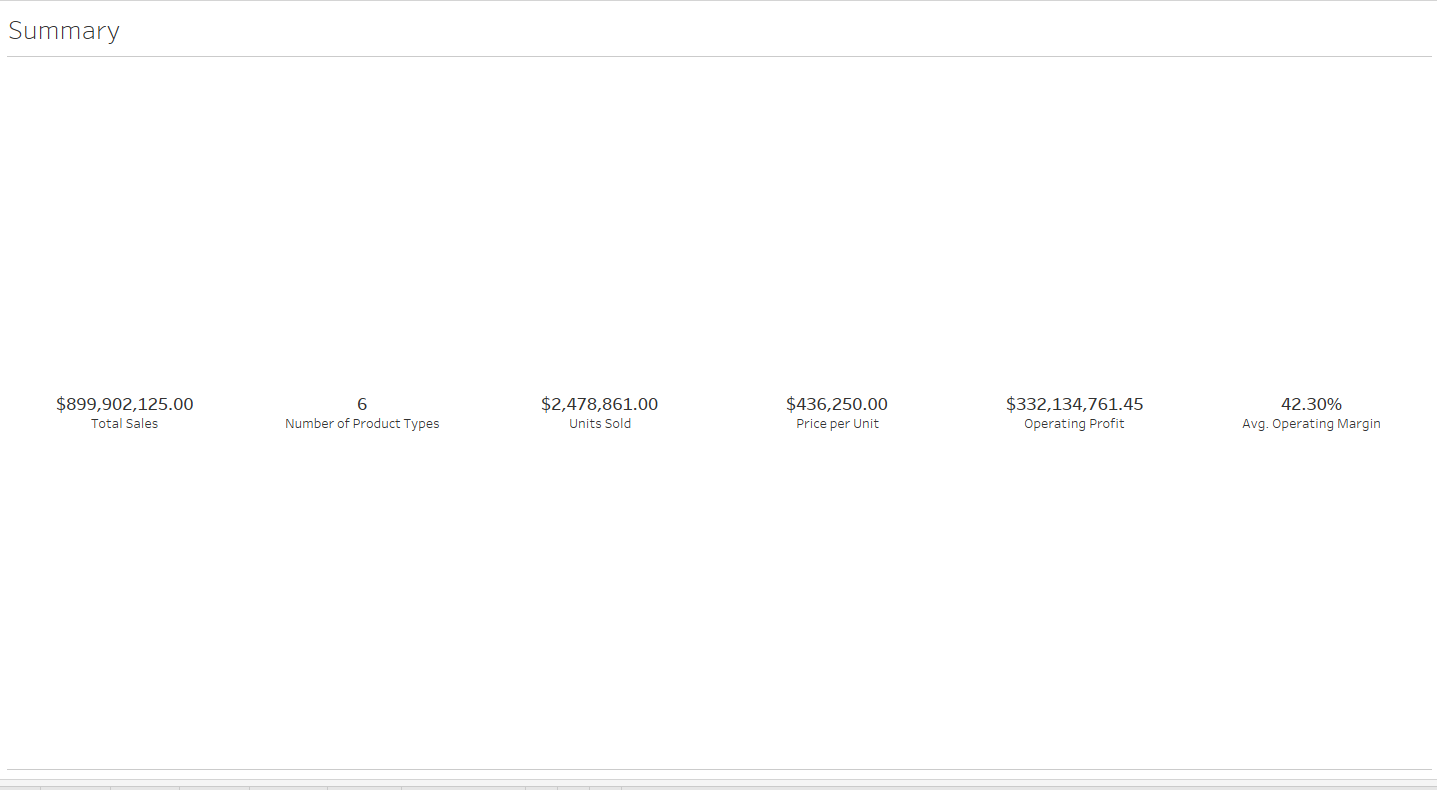 Summary
$899,902,125.00
Total Sales
6
Number of Product Types
$2,478,861.00
Units Sold
$436,250.00
Price per Unit
$332,134,761.45
Operating Profit
42.30%
Avg. Operating Margin